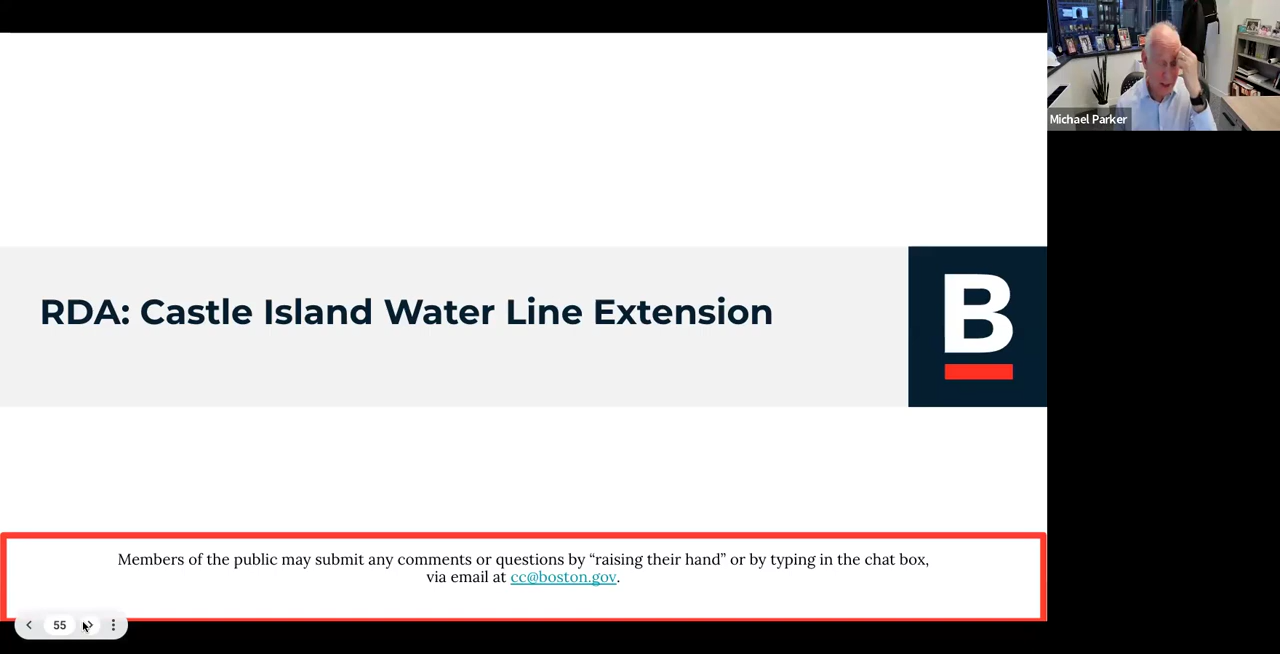 Michael Parker
RDA: Castle Island Water Line Extension
B
Members of the public may submit any comments or questions by “raising their hand” or by typing in the chat box,
via email at cc@boston.gov.
55